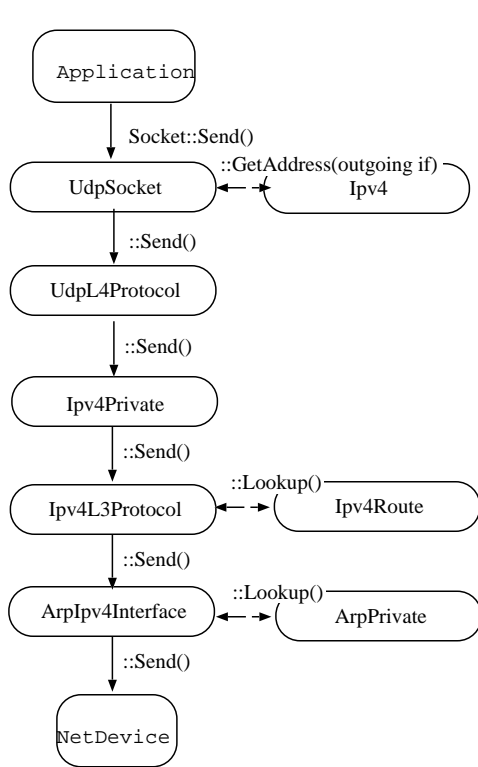 Application
Socket::Send()
::GetAddress(outgoing if)
UdpSocket
Ipv4
::Send()
UdpL4Protocol
::Send()
Ipv4Private
::Send()
::Lookup()
Ipv4L3Protocol
Ipv4Route
::Send()
::Lookup()
ArpIpv4Interface
ArpPrivate
::Send()
NetDevice